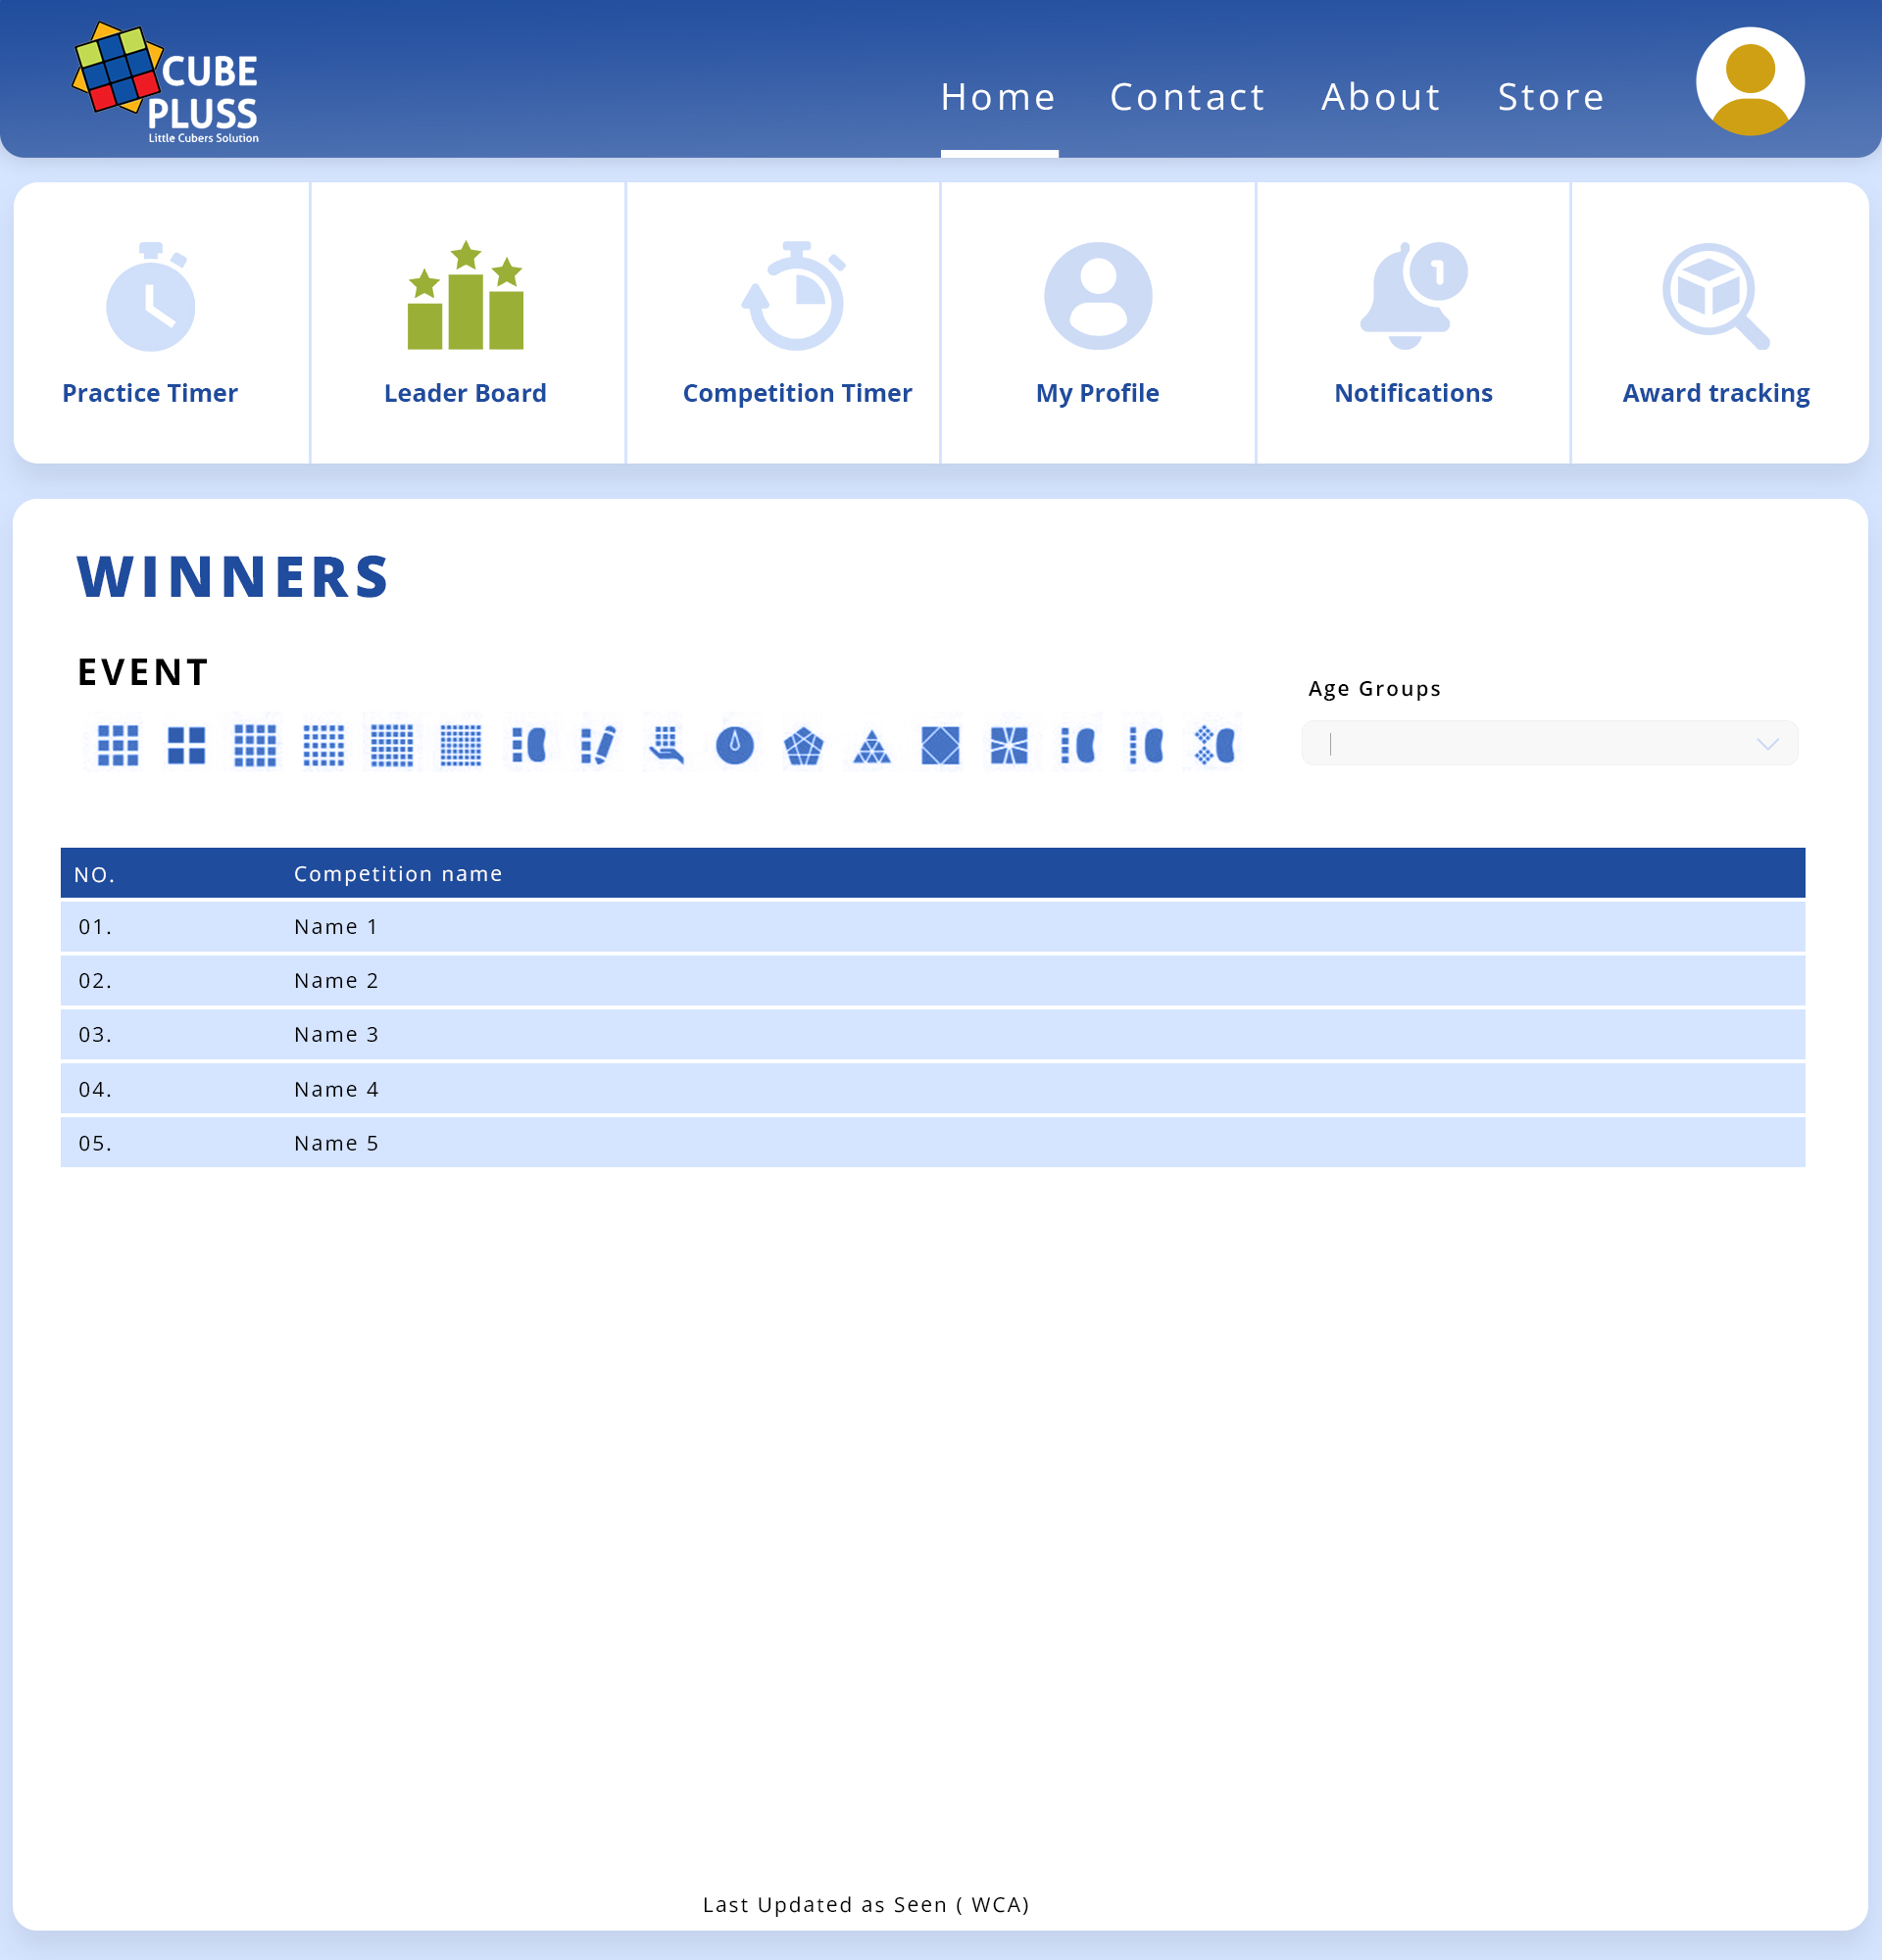 CUBE
PLUSS
Little Cubers Solution
Home Contact About Store
1
Practice Timer Leader Board Competition Timer My Profile Notifications Award tracking
WINNERS
EVENT
Age Groups
NO. Competition name
01. Name 1
02. Name 2
03. Name 3
04. Name 4
05. Name 5
Last Updated as Seen ( WCA)